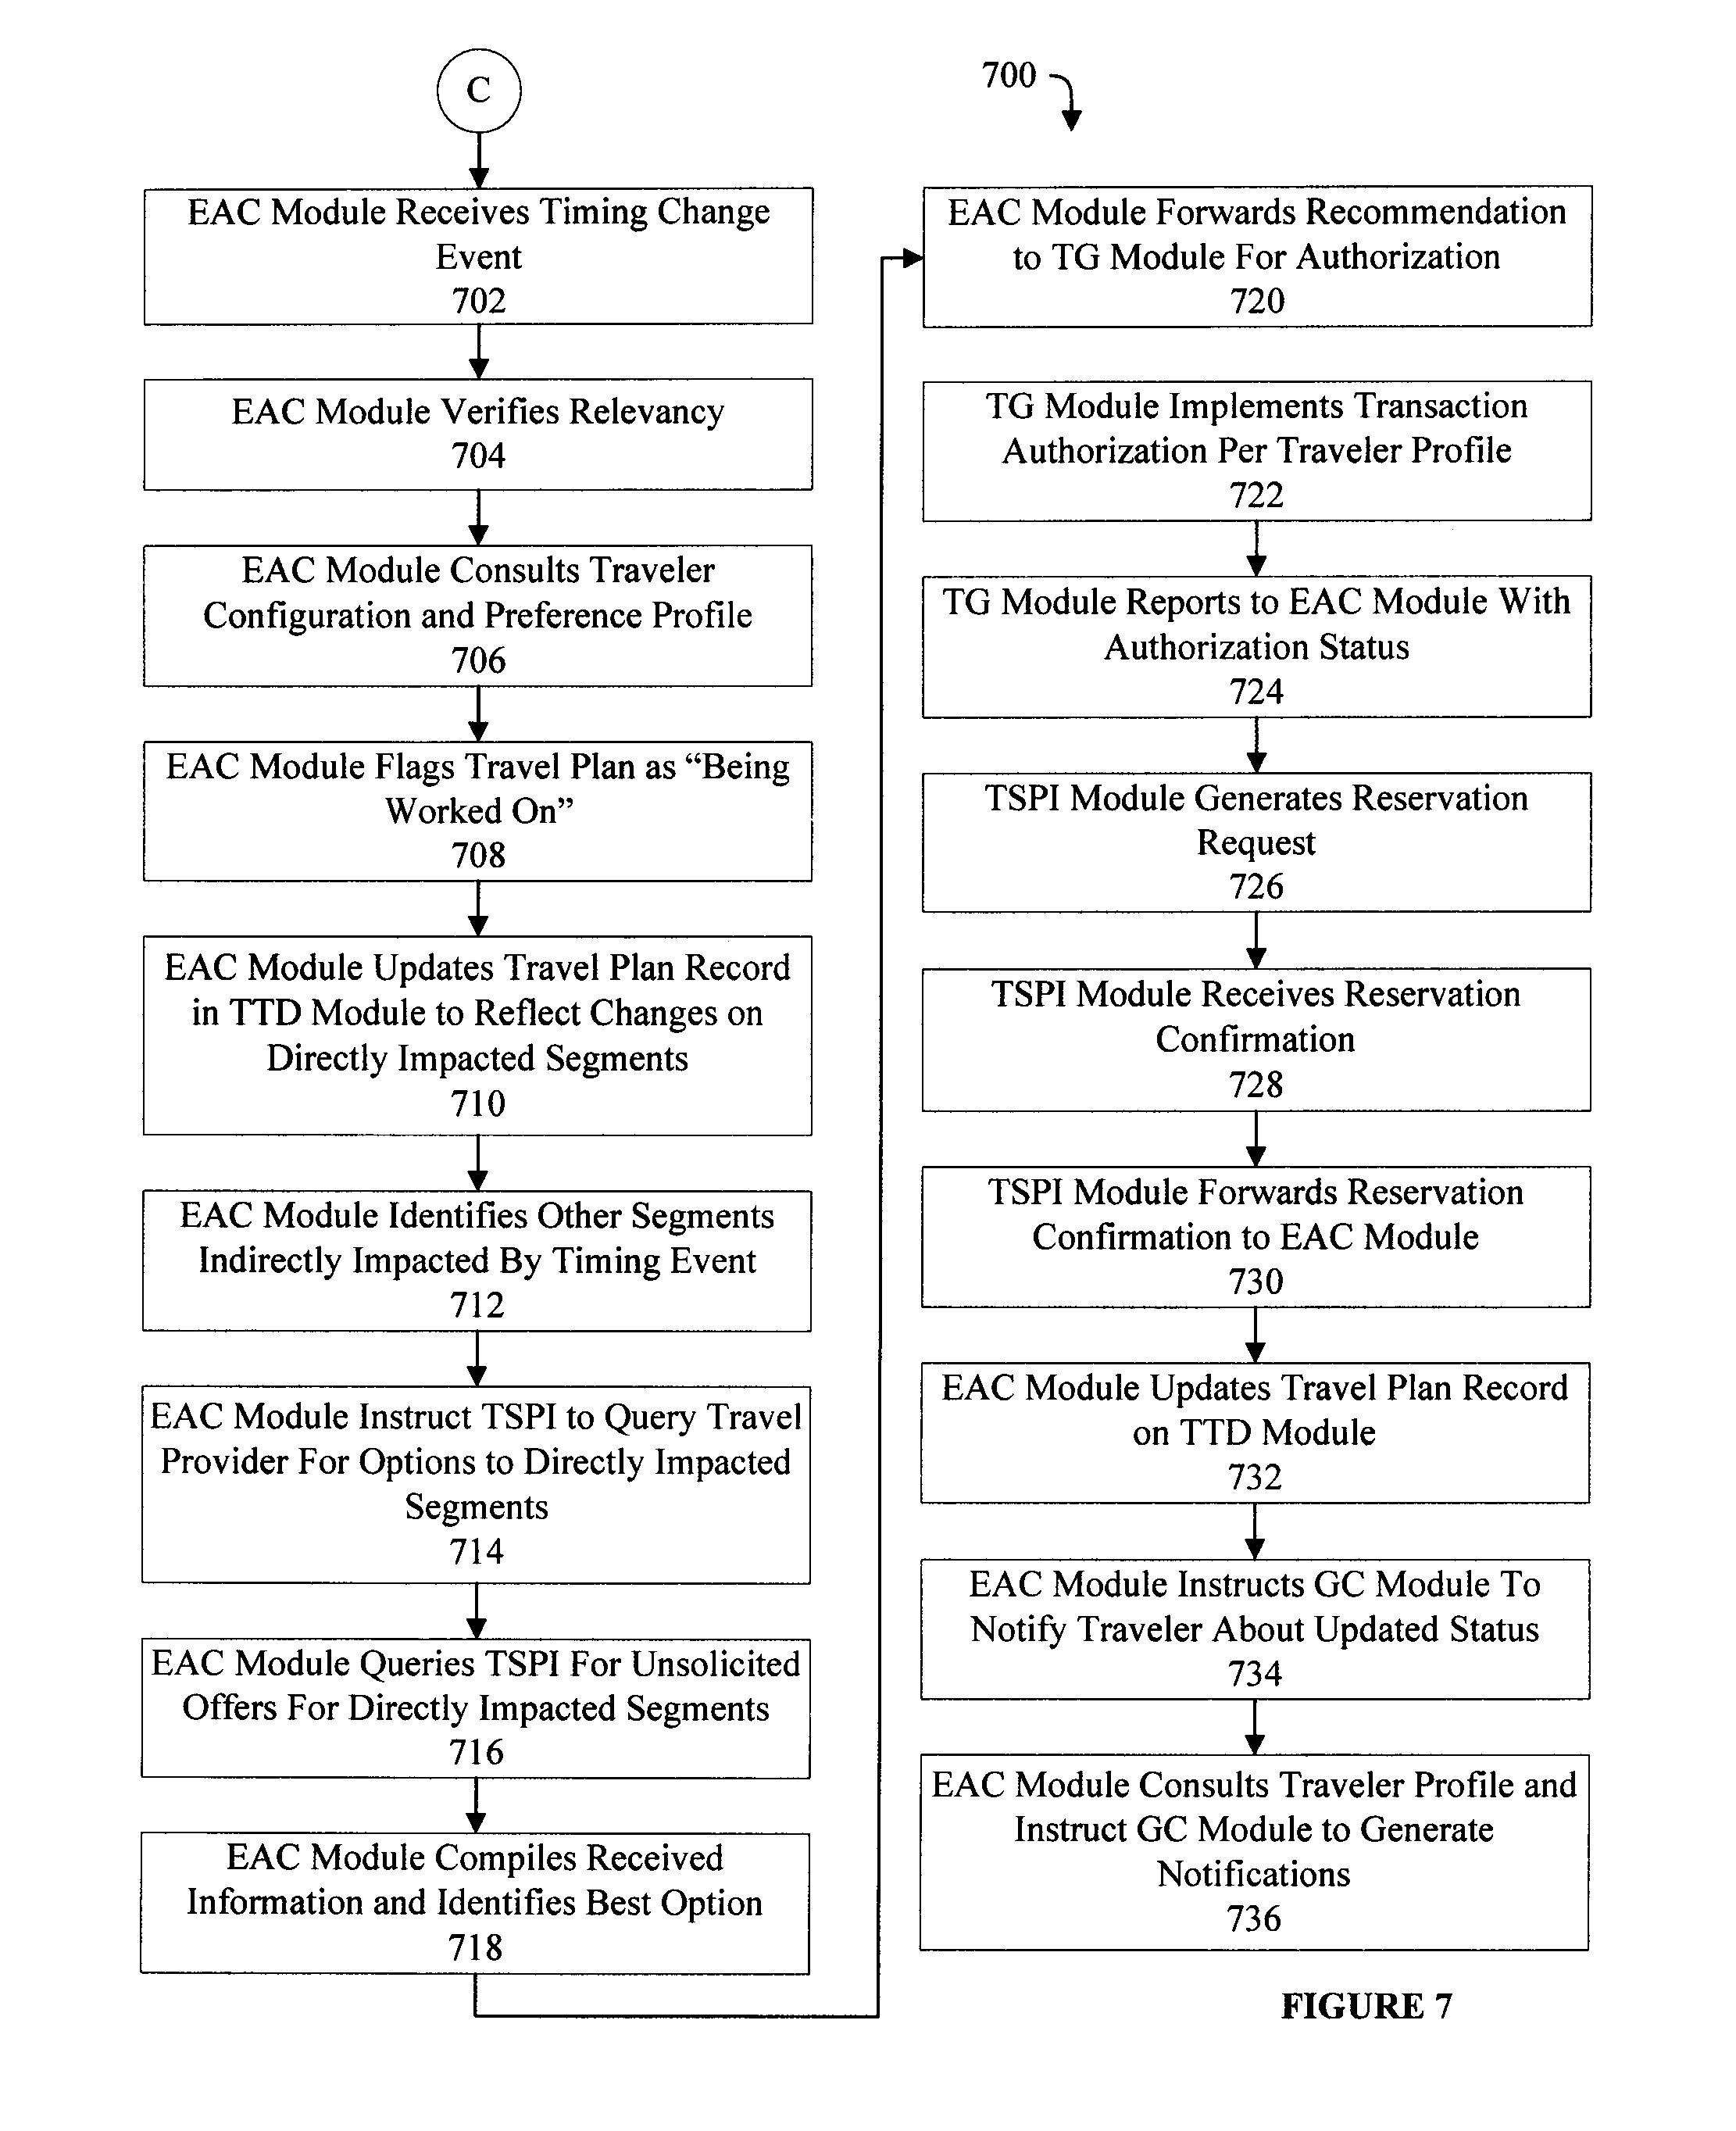 C
EAC Module Receives Timing Change
Event
702
EAC Module Verifies Relevancy
704
EAC Module Consults Traveler
Configuration and Preference Profile
706
EAC Module Flags Travel Plan as “Being
Worked On”
708
EAC Module Updates Travel Plan Record
in TTD Module to Reflect Changes on
Directly Impacted Segments
710
EAC Module Identifies Other Segments
Indirectly Impacted By Timing Event
712
EAC Module Instruct TSPI to Query Travel
Provider For Options to Directly Impacted
Segments
714
EAC Module Queries TSPI For Unsolicited
Offers For Directly Impacted Segments
716
EAC Module Compiles Received
Information and Identifies Best Option
718
700
EAC Module Forwards Recommendation
to TG Module For Authorization
720
TG Module Implements Transaction
Authorization Per Traveler Profile
722
TG Module Reports to EAC Module With
Authorization Status
724
TSPI Module Generates Reservation
Request
726
TSPI Module Receives Reservation
Confirmation
728
TSPI Module Forwards Reservation
Confirmation to EAC Module
730
EAC Module Updates Travel Plan Record
on TTD Module
732
EAC Module Instructs GC Module To
Notify Traveler About Updated Status
734
EAC Module Consults Traveler Profile and
Instruct GC Module to Generate
Notifications
736
FIGURE 7